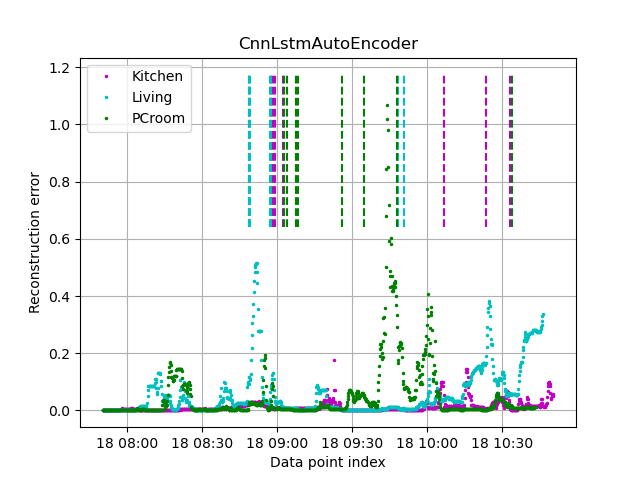 CnnLstmAutoEncoder
Kitchen
Living
PCroom
Reconstruction error
1.2
1.0
0.8
0.6
0.4
0.2
0.0
18 08:00 18 08:30 18 09:00 18 09:30 18 10:00 18 10:30
Data point index